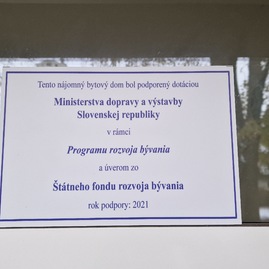 Tento nájomný bytový dom bol podporený dotáciou
Ministerstva dopravy a výstavby
Slovenskej republiky
v rámci
Programu rozvoja bývania
a úverom zo
Štátneho fondu rozvoja bývania
rok podpory: 2021